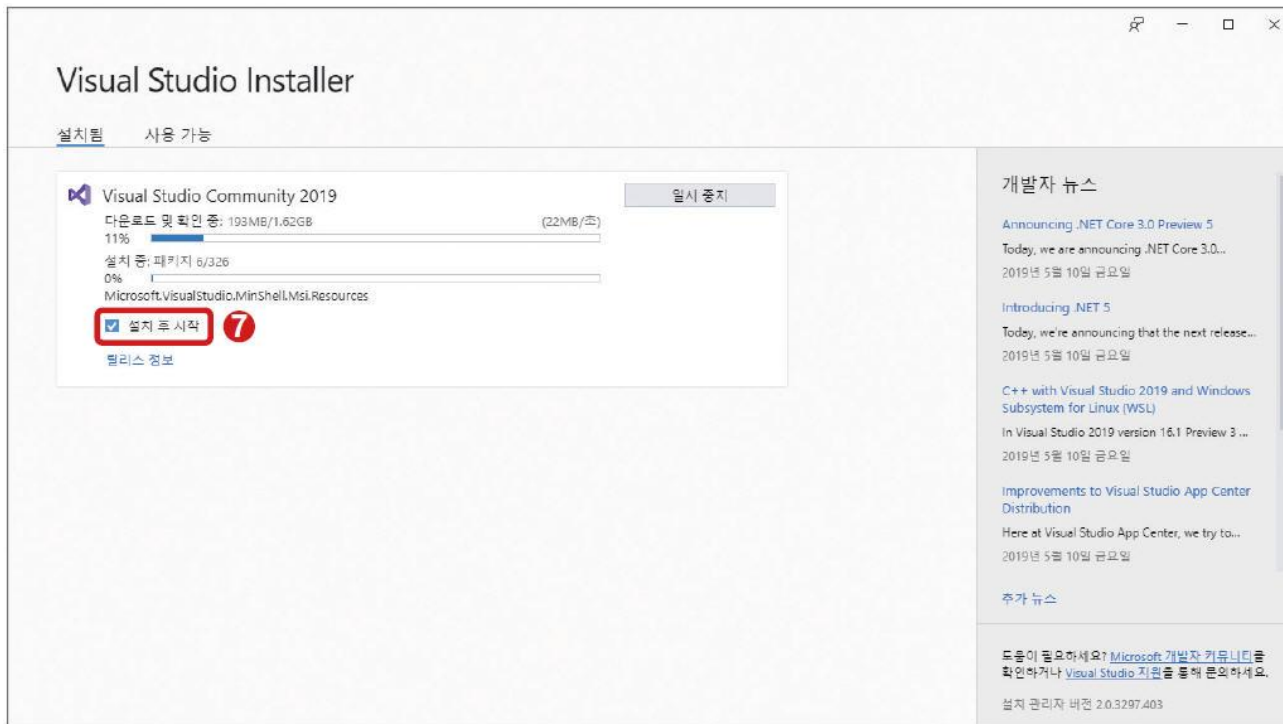 Visual Studio Installer
설치됨 사용 가능
Visual Studio Community 2019
일시 중지
다운로드 및 확인 중: 193MB/1.62GB (22MB/초)
11%
설치 중: 패키지 6/326
0%
Microsoft.VisualStudio.MinShell.Msi.Resources
설치 후 시작
7
릴리스 정보
개발자 뉴스
Announcing .NET Core 3.0 Preview 5
Today, we are announcing .NET Core 3.0...
2019년 5월 10일 금요일
Introducing .NET 5
Today, we're announcing that the next release...
2019년 5월 10일 금요일
C++ with Visual Studio 2019 and Windows
Subsystem for Linux (WSL)
In Visual Studio 2019 version 16.1 Preview 3 ...
2019년 5월 10일 금요일
Improvements to Visual Studio App Center
Distribution
Here at Visual Studio App Center, we try to...
2019년 5월 10일 금요일
추가 뉴스
도움이 필요하세요? Microsoft 개발자 커뮤니티를
확인하거나 Visual Studio 지원을 통해 문의하세요.
설치 관리자 버전 2.0.3297.403